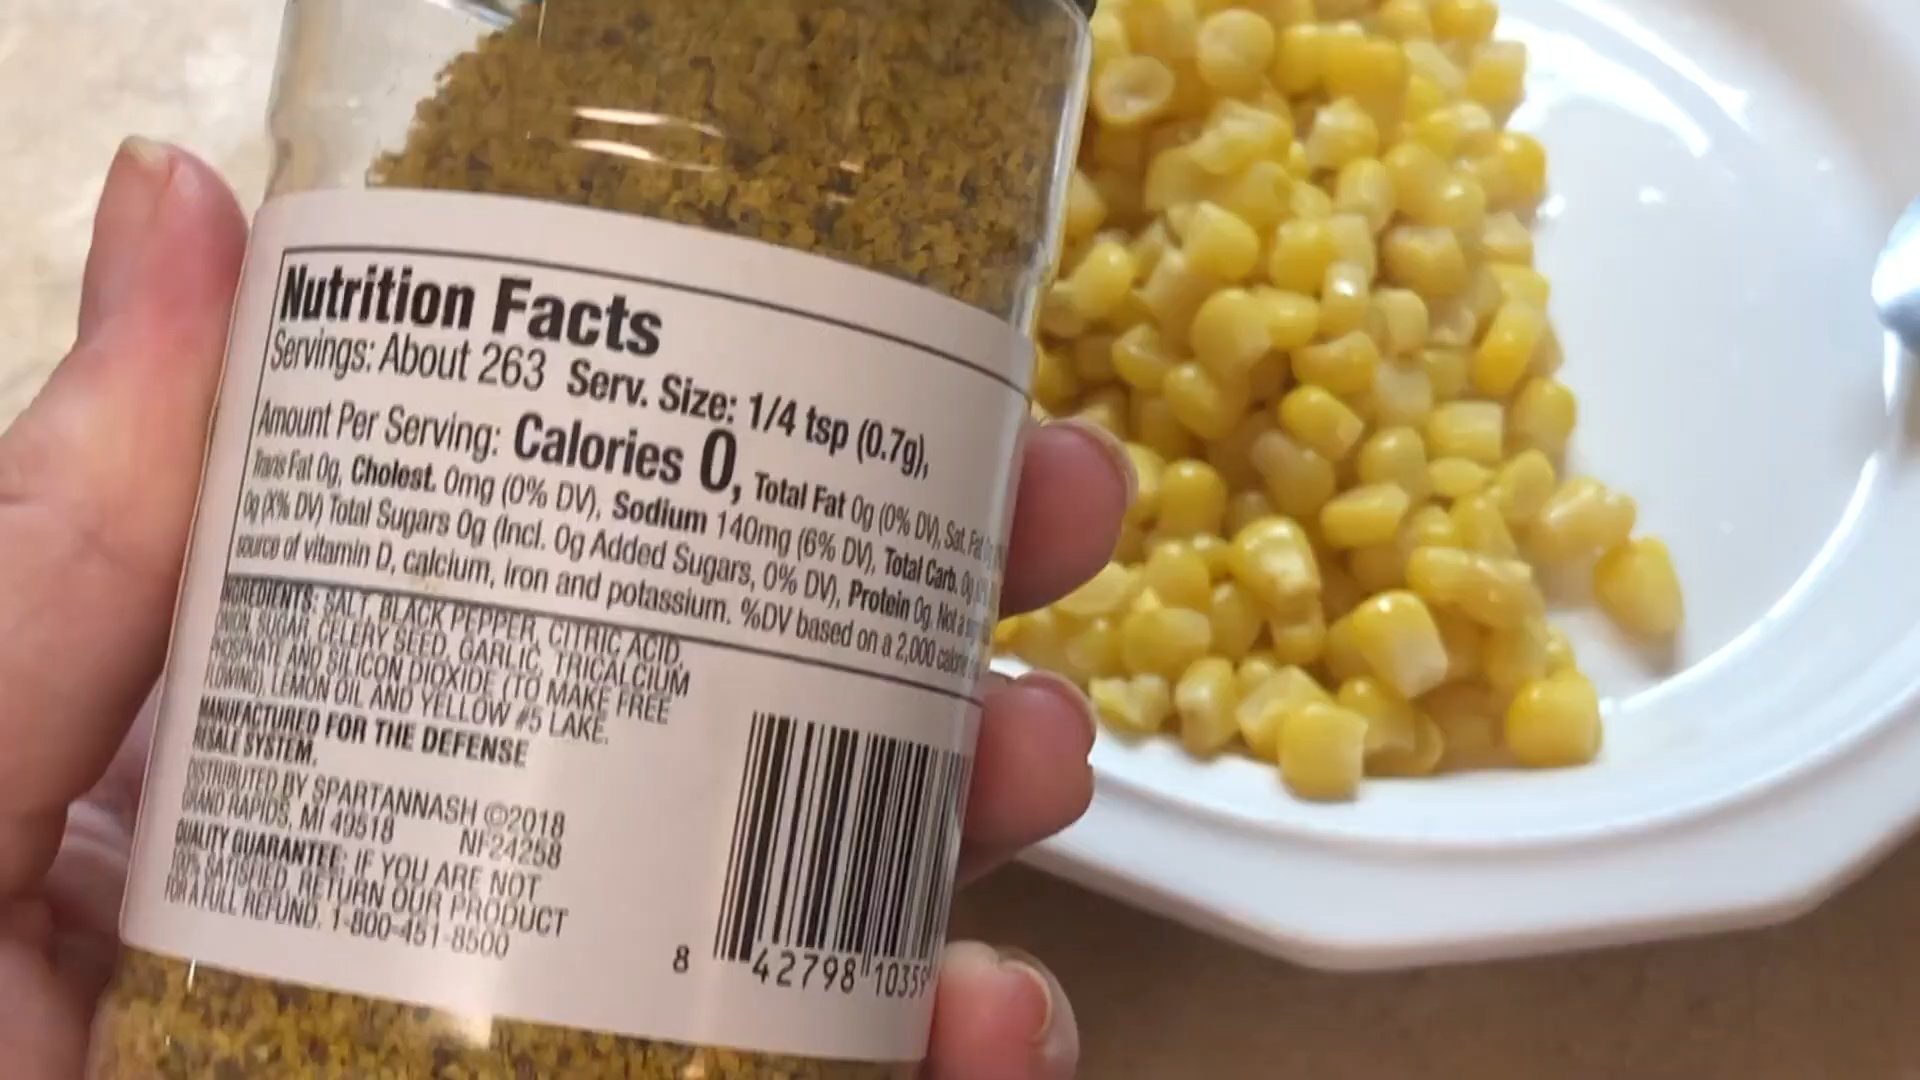 Nutrition Facts
Servings: About 263 Serv. Size: 1/4 tsp (0.7g),
Amount Per Serving: Calories 0, Total Fat 0g (0% DV), Sat. Fat
Trans Fat 0g, Cholest. 0mg (0% DV), Sodium 140mg (6% DV), Total Carb. 0g
0g (X% DV) Total Sugars 0g (Incl. 0g Added Sugars, 0% DV), Protein 0g. Not a
source of vitamin D, calcium, iron and potassium. %DV based on a 2,000 calorie
INGREDIENTS: SALT, BLACK PEPPER, CITRIC ACID,
ONION, SUGAR, CELERY SEED, GARLIC, TRICALCIUM
PHOSPHATE AND SILICON DIOXIDE (TO MAKE FREE
FLOWING), LEMON OIL AND YELLOW #5 LAKE.
MANUFACTURED FOR THE DEFENSE
RESALE SYSTEM.
DISTRIBUTED BY SPARTANNASH ©2018
GRAND RAPIDS, MI 49518 NF24258
QUALITY GUARANTEE: IF YOU ARE NOT
100% SATISFIED, RETURN OUR PRODUCT
FOR A FULL REFUND. 1-800-451-8500
8 42798 10359